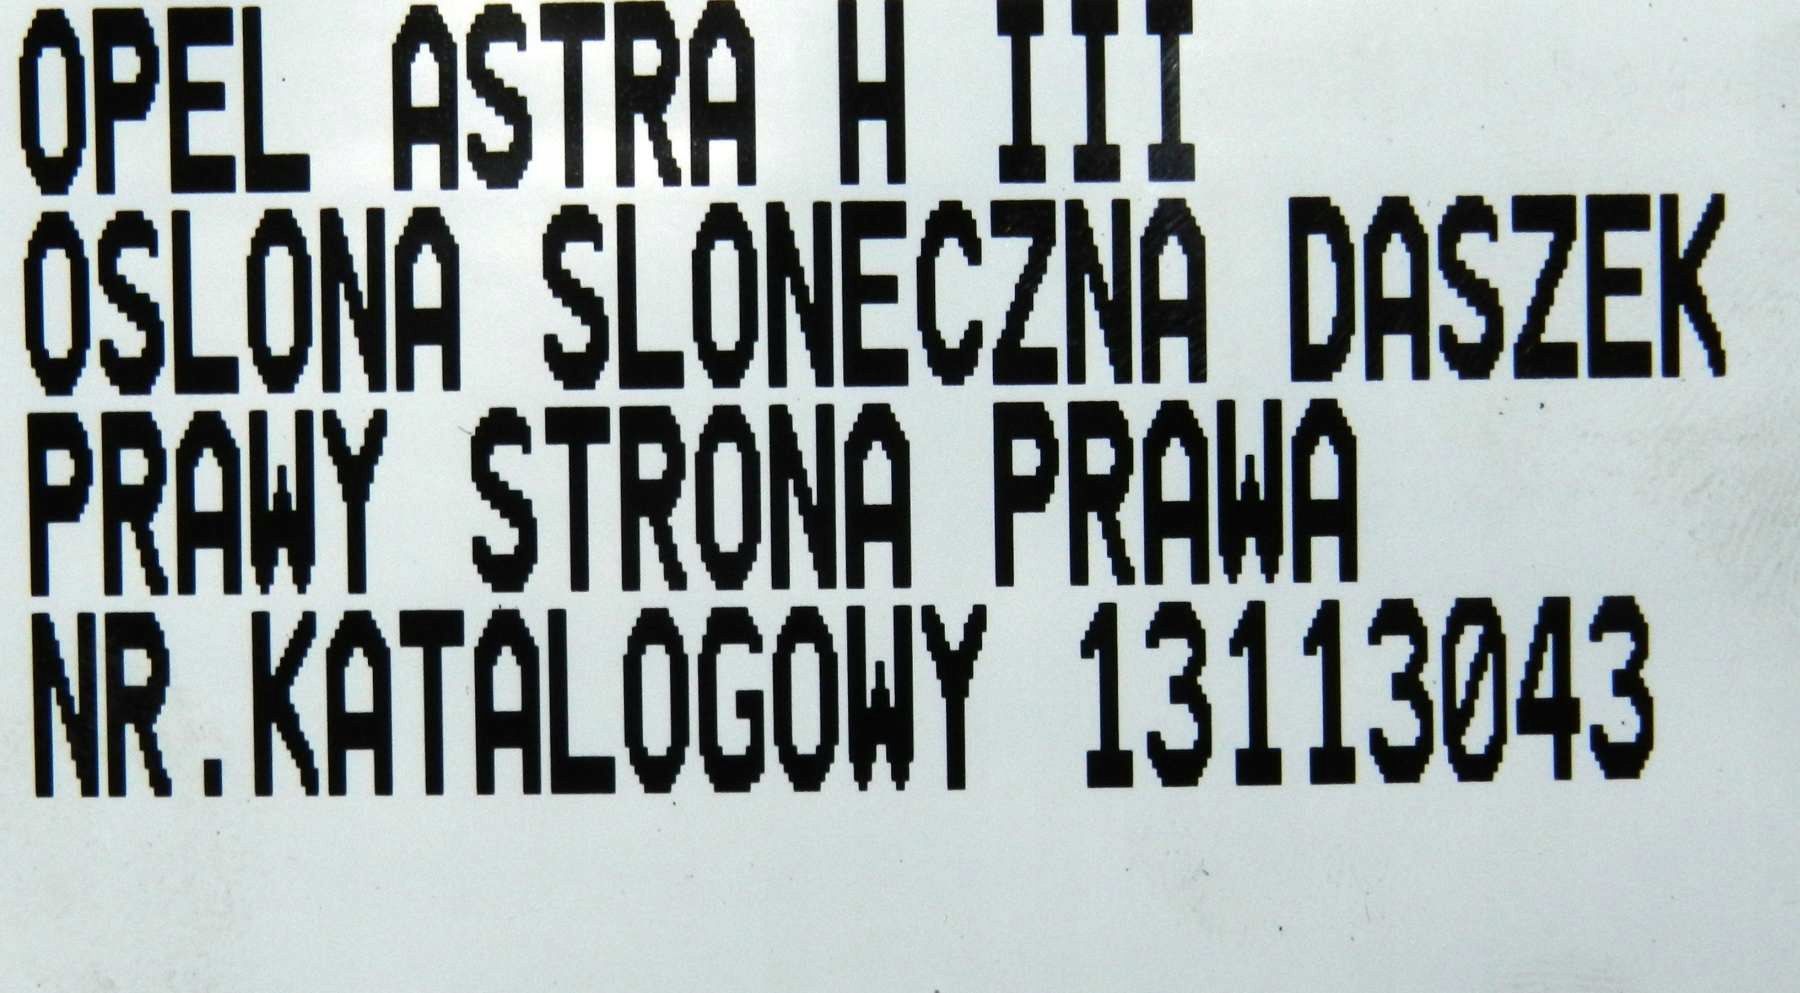 OPEL ASTRA H III
OSLONA SLONECZNA DASZEK
PRAWY STRONA PRAWA
NR.KATALOGOWY 13113043